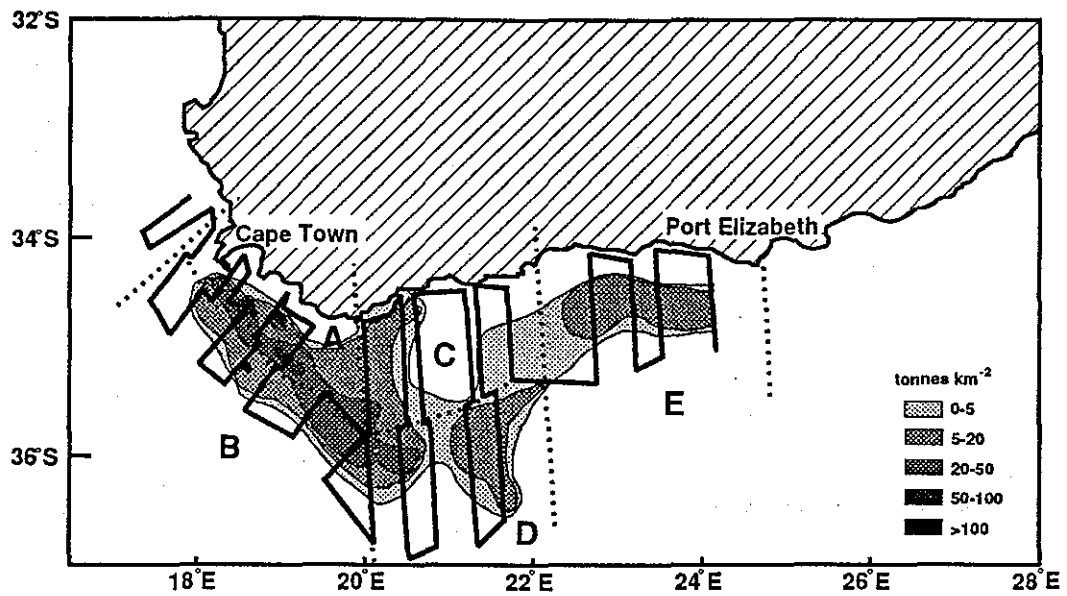 32°S
34°S
36°S
Cape Town
Port Elizabeth
A
B
C
D
E
tonnes km⁻²
0-5
5-20
20-50
50-100
>100
18°E
20°E
22°E
24°E
26°E
28°E